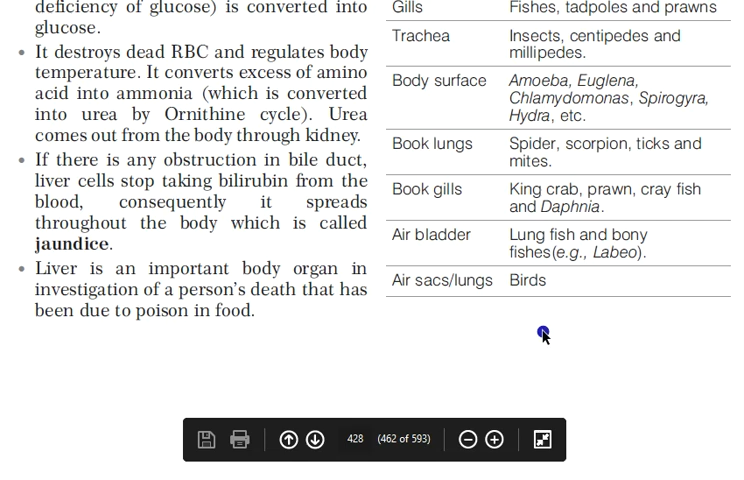 deficiency of glucose) is converted into
glucose.
• It destroys dead RBC and regulates body
temperature. It converts excess of amino
acid into ammonia (which is converted
into urea by Ornithine cycle). Urea
comes out from the body through kidney.
• If there is any obstruction in bile duct,
liver cells stop taking bilirubin from the
blood, consequently it spreads
throughout the body which is called
jaundice.
• Liver is an important body organ in
investigation of a person's death that has
been due to poison in food.
Gills Fishes, tadpoles and prawns
Trachea Insects, centipedes and
millipedes.
Body surface Amoeba, Euglena,
Chlamydomonas, Spirogyra,
Hydra, etc.
Book lungs Spider, scorpion, ticks and
mites.
Book gills King crab, prawn, cray fish
and Daphnia.
Air bladder Lung fish and bony
fishes(e.g., Labeo).
Air sacs/lungs Birds
428 (462 of 593)